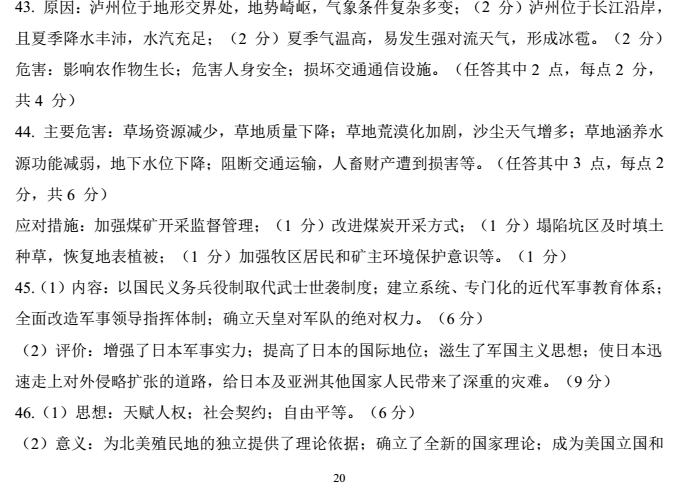 43. 原因：泸州位于地形交界处，地势崎岖，气象条件复杂多变；（2 分）泸州位于长江沿岸，
且夏季降水丰沛，水汽充足；（2 分）夏季气温高，易发生强对流天气，形成冰雹。（2 分）
危害：影响农作物生长；危害人身安全；损坏交通通信设施。（任答其中 2 点，每点 2 分，
共 4 分）
44. 主要危害：草场资源减少，草地质量下降；草地荒漠化加剧，沙尘天气增多；草地涵养水
源功能减弱，地下水位下降；阻断交通运输，人畜财产遭到损害等。（任答其中 3 点，每点 2
分，共 6 分）
应对措施：加强煤矿开采监督管理；（1 分）改进煤炭开采方式；（1 分）塌陷坑区及时填土
种草，恢复地表植被；（1 分）加强牧区居民和矿主环境保护意识等。（1 分）
45.（1）内容：以国民义务兵役制取代武士世袭制度；建立系统、专门化的近代军事教育体系；
全面改造军事领导指挥体制；确立天皇对军队的绝对权力。（6 分）
（2）评价：增强了日本军事实力；提高了日本的国际地位；滋生了军国主义思想；使日本迅
速走上对外侵略扩张的道路，给日本及亚洲其他国家人民带来了深重的灾难。（9 分）
46.（1）思想：天赋人权；社会契约；自由平等。（6 分）
（2）意义：为北美殖民地的独立提供了理论依据；确立了全新的国家理论；成为美国立国和
20